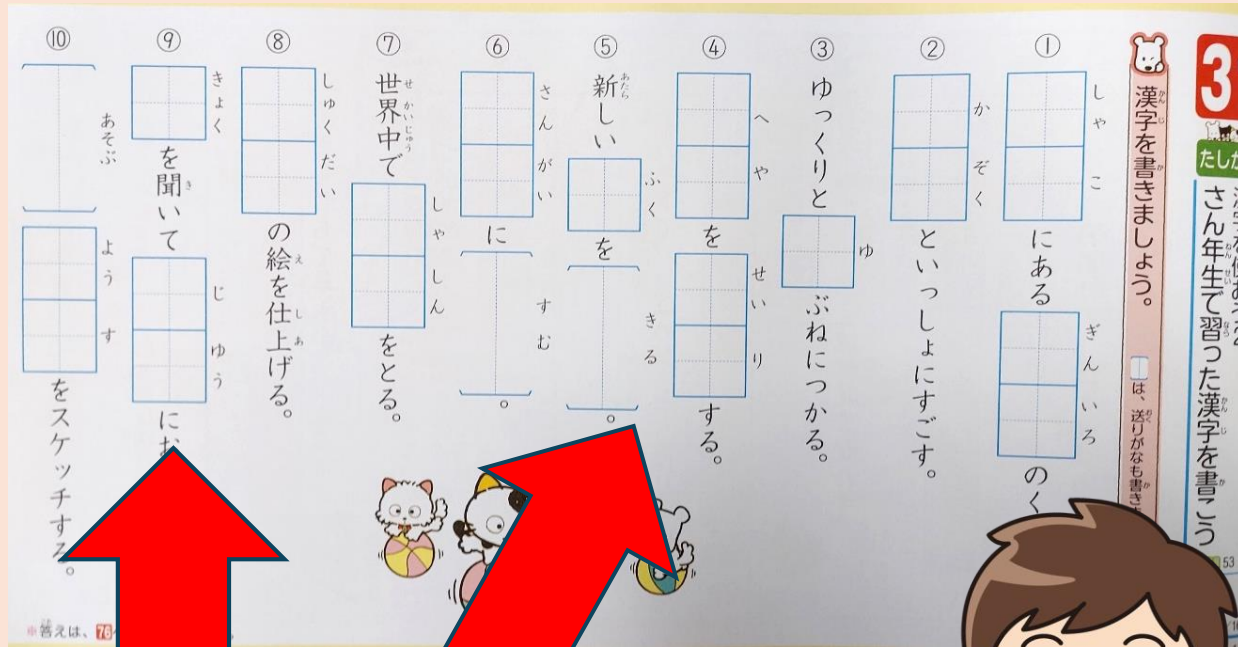 3
たしか
さん年生で習った漢字を書こう
53
漢字を書きましょう。
は、送りがなも書きま
① しゃこ にある ぎんいろ のく
② かぞく といっしょにすごす。
③ ゆっくりと ゆ ぶねにつかる。
④ へや を せいり する。
⑤ 新しい ふく を きる 。
⑥ さんがい に すむ 。
⑦ 世界中で しゃしん をとる。
⑧ しゅくだい の絵を仕上げる。
⑨ きょく を聞いて じゆう にお
⑩ あそぶ ようす をスケッチする。
※答えは、76